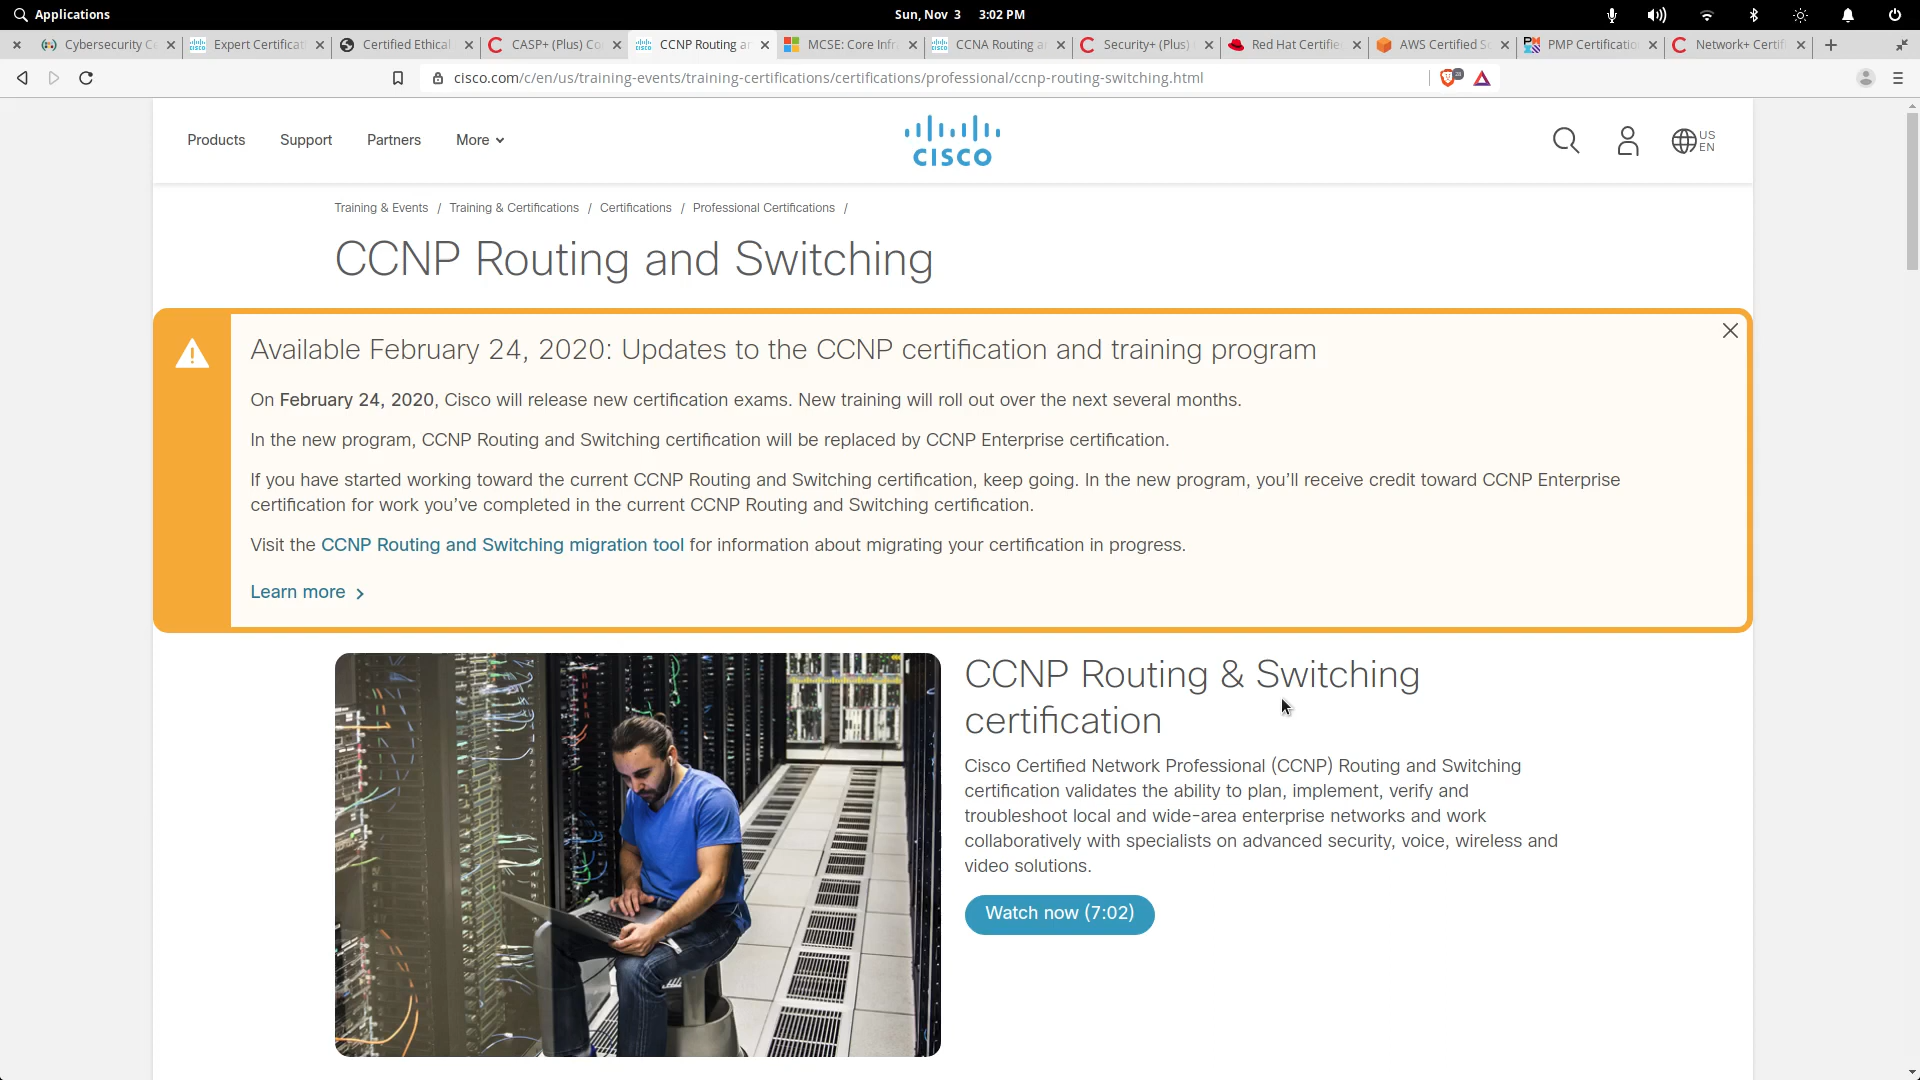 Applications
Sun, Nov 3 3:02 PM
Cybersecurity C
Expert Certificat
Certified Ethical
CASP+ (Plus) Co
CCNP Routing a
MCSE: Core Infr
CCNA Routing a
Security+ (Plus)
Red Hat Certifie
AWS Certified S
PMP Certificatio
Network+ Certif
cisco.com/c/en/us/training-events/training-certifications/certifications/professional/ccnp-routing-switching.html
Products Support Partners More
CISCO
US
EN
Training & Events / Training & Certifications / Certifications / Professional Certifications /
CCNP Routing and Switching
Available February 24, 2020: Updates to the CCNP certification and training program
On February 24, 2020, Cisco will release new certification exams. New training will roll out over the next several months.
In the new program, CCNP Routing and Switching certification will be replaced by CCNP Enterprise certification.
If you have started working toward the current CCNP Routing and Switching certification, keep going. In the new program, you’ll receive credit toward CCNP Enterprise
certification for work you’ve completed in the current CCNP Routing and Switching certification.
Visit the CCNP Routing and Switching migration tool for information about migrating your certification in progress.
Learn more
CCNP Routing & Switching
certification
Cisco Certified Network Professional (CCNP) Routing and Switching
certification validates the ability to plan, implement, verify and
troubleshoot local and wide-area enterprise networks and work
collaboratively with specialists on advanced security, voice, wireless and
video solutions.
Watch now (7:02)